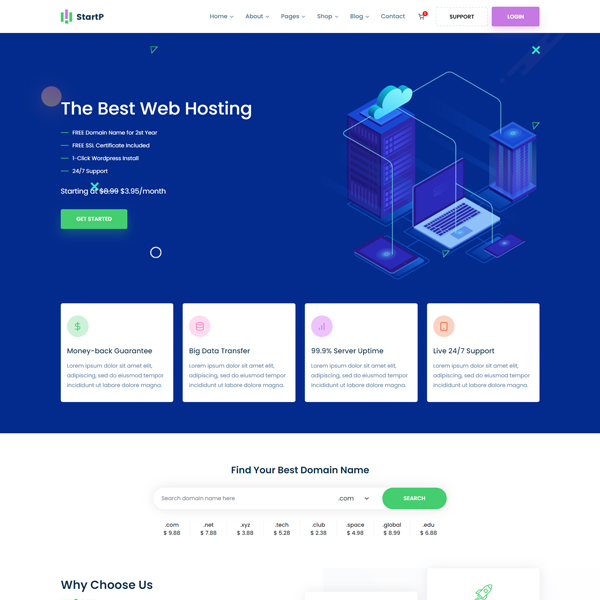 StartP
Home About Pages Shop Blog Contact
1
SUPPORT
LOGIN
The Best Web Hosting
FREE Domain Name for 2st Year
FREE SSL Certificate Included
1-Click Wordpress Install
24/7 Support
Starting at $8.99 $3.95/month
GET STARTED
Money-back Guarantee
Lorem ipsum dolor sit amet elit,
adipiscing, sed do eiusmod tempor
incididunt ut labore dolore magna.
Big Data Transfer
Lorem ipsum dolor sit amet elit,
adipiscing, sed do eiusmod tempor
incididunt ut labore dolore magna.
99.9% Server Uptime
Lorem ipsum dolor sit amet elit,
adipiscing, sed do eiusmod tempor
incididunt ut labore dolore magna.
Live 24/7 Support
Lorem ipsum dolor sit amet elit,
adipiscing, sed do eiusmod tempor
incididunt ut labore dolore magna.
Find Your Best Domain Name
Search domain name here
.com
SEARCH
.com .net .xyz .tech .club .space .global .edu
$ 9.88 $ 7.88 $ 3.88 $ 5.28 $ 2.38 $ 4.98 $ 8.99 $ 6.88
Why Choose Us